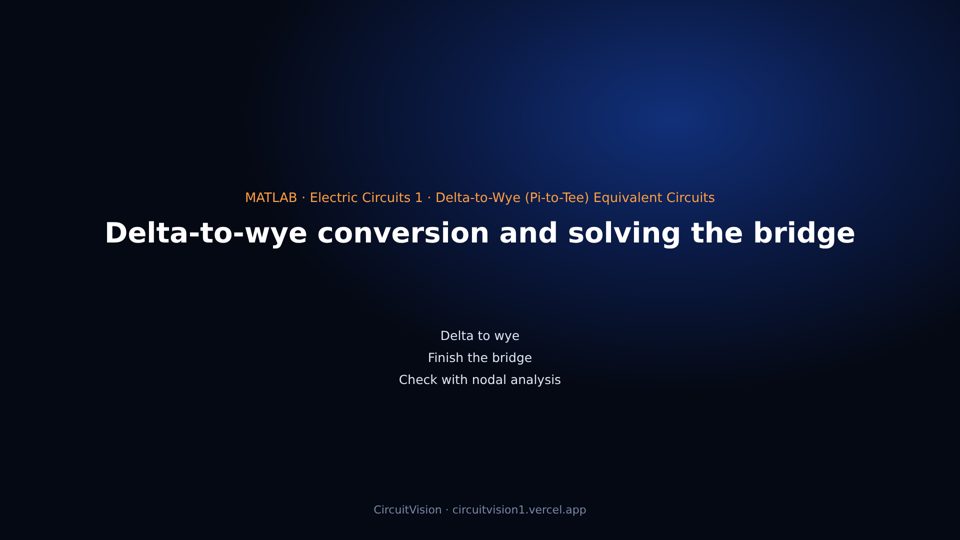 MATLAB · Electric Circuits 1 · Delta-to-Wye (Pi-to-Tee) Equivalent Circuits
Delta-to-wye conversion and solving the bridge
Delta to wye
Finish the bridge
Check with nodal analysis
CircuitVision · circuitvision1.vercel.app